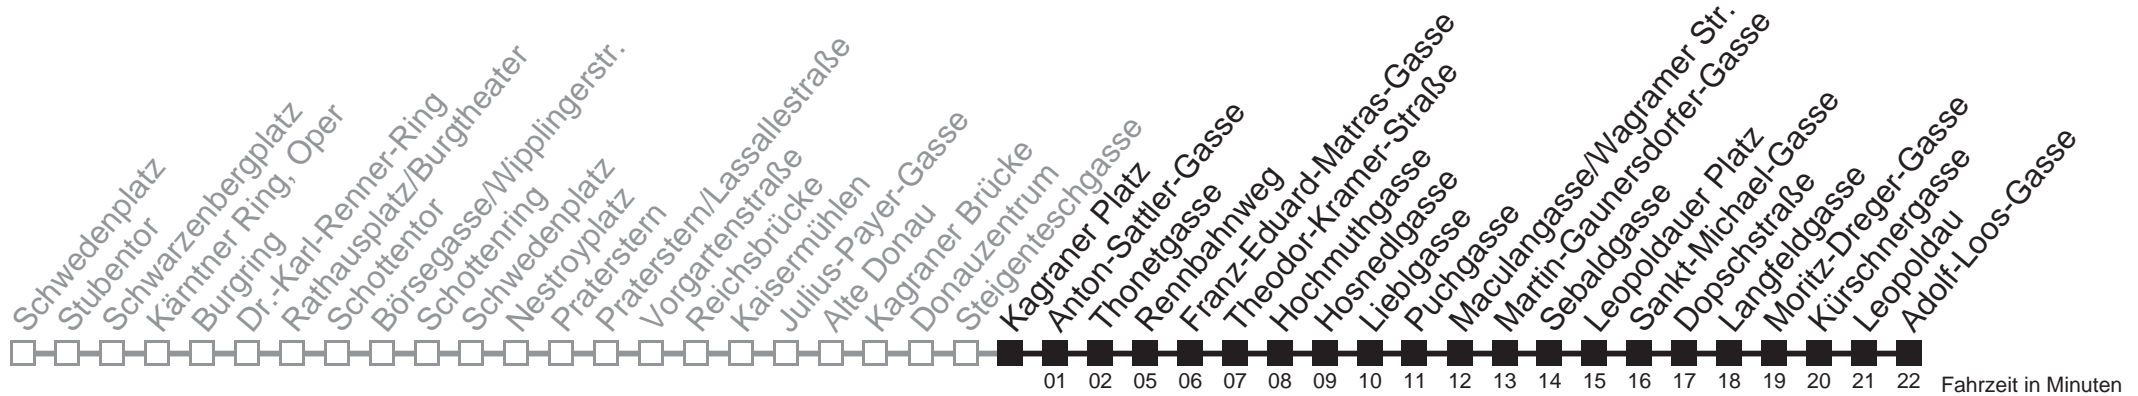 Schwedenplatz
Stubentor
Schwarzenbergplatz
Kärntner Ring, Oper
Burgring
Dr.-Karl-Renner-Ring
Rathausplatz/Burgtheater
Schottentor
Börsegasse/Wipplingerstr.
Schottenring
Schwedenplatz
Nestroyplatz
Praterstern
Praterstern/Lassallestraße
Vorgartenstraße
Reichsbrücke
Kaisermühlen
Julius-Payer-Gasse
Alte Donau
Kagraner Brücke
Donauzentrum
Steigenteschgasse
Kagraner Platz
Anton-Sattler-Gasse
Thonetgasse
Rennbahnweg
Franz-Eduard-Matras-Gasse
Theodor-Kramer-Straße
Hochmuthgasse
Hosnedlgasse
Lieblgasse
Puchgasse
Maculangasse/Wagramer Str.
Martin-Gaunersdorfer-Gasse
Sebaldgasse
Leopoldauer Platz
Sankt-Michael-Gasse
Dopschstraße
Langfeldgasse
Moritz-Dreger-Gasse
Kürschnergasse
Leopoldau
Adolf-Loos-Gasse
01 02 05 06 07 08 09 10 11 12 13 14 15 16 17 18 19 20 21 22 Fahrzeit in Minuten